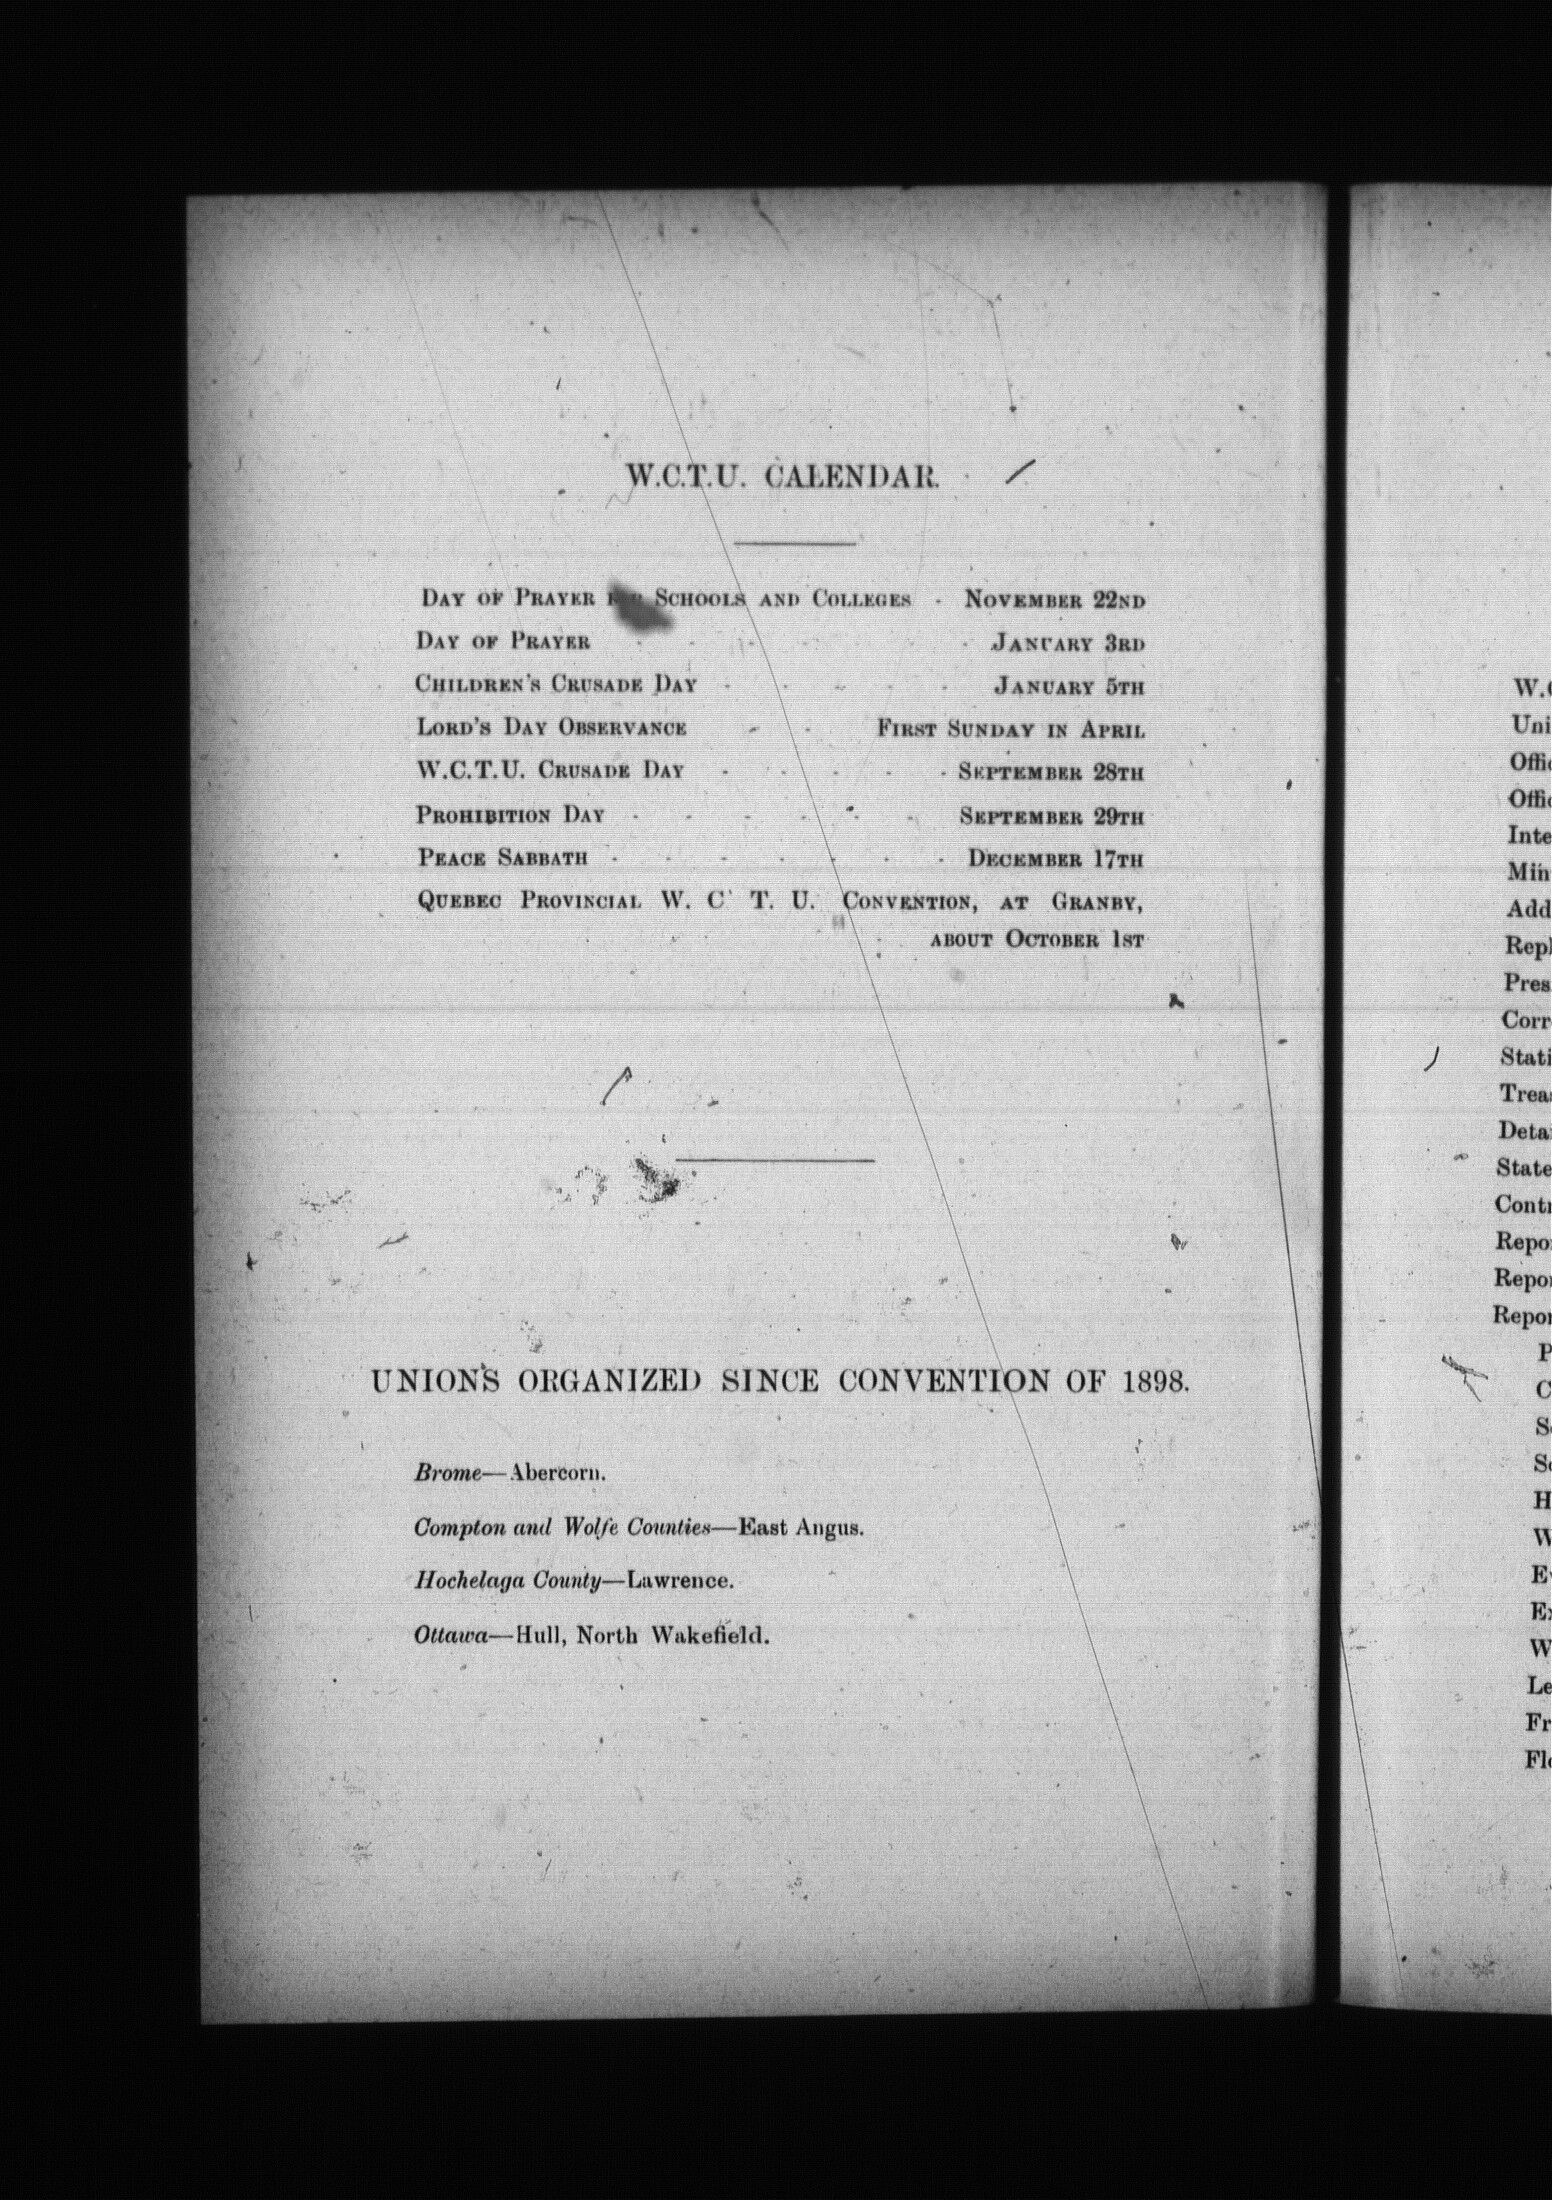 W.C.T.U. CALENDAR.
DAY OF PRAYER FOR SCHOOLS AND COLLEGES - NOVEMBER 22ND
DAY OF PRAYER - - - - - - JANUARY 3RD
CHILDREN'S CRUSADE DAY - - - - - JANUARY 5TH
LORD'S DAY OBSERVANCE - - FIRST SUNDAY IN APRIL
W.C.T.U. CRUSADE DAY - - - - - SEPTEMBER 28TH
PROHIBITION DAY - - - - - - SEPTEMBER 29TH
PEACE SABBATH - - - - - - - DECEMBER 17TH
QUEBEC PROVINCIAL W. C. T. U. CONVENTION, AT GRANBY,
ABOUT OCTOBER 1ST
UNIONS ORGANIZED SINCE CONVENTION OF 1898.
Brome—Abercorn.
Compton and Wolfe Counties—East Angus.
Hochelaga County—Lawrence.
Ottawa—Hull, North Wakefield.